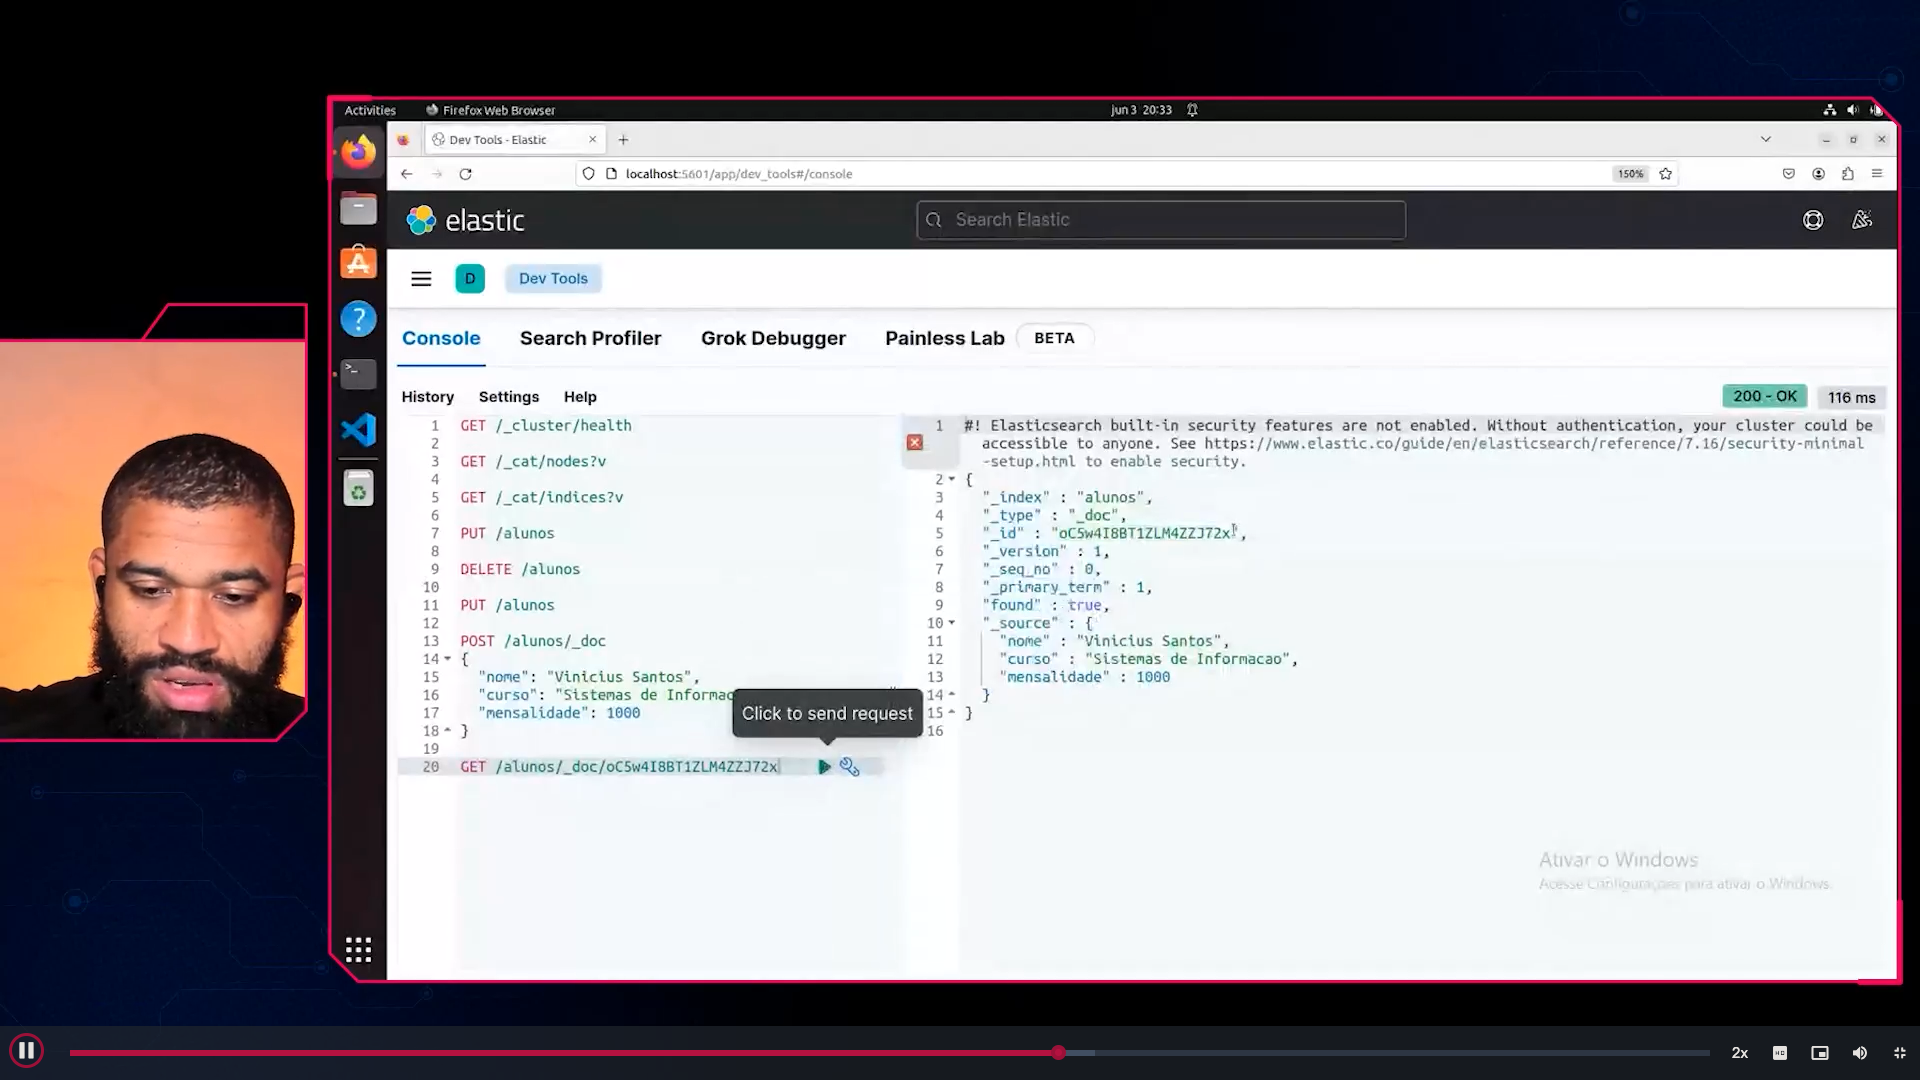 Activities Firefox Web Browser jun 3 20:33
Dev Tools - Elastic
localhost:5601/app/dev_tools#/console 150%
elastic Search Elastic
D Dev Tools
Console Search Profiler Grok Debugger Painless Lab BETA
History Settings Help 200 - OK 116 ms
1 GET /_cluster/health
2
3 GET /_cat/nodes?v
4
5 GET /_cat/indices?v
6
7 PUT /alunos
8
9 DELETE /alunos
10
11 PUT /alunos
12
13 POST /alunos/_doc
14 {
15 "nome": "Vinicius Santos",
16 "curso": "Sistemas de Informac
17 "mensalidade": 1000
18 }
19
20 GET /alunos/_doc/oC5w4I8BT1ZLM4ZZJ72x
Click to send request
1 #! Elasticsearch built-in security features are not enabled. Without authentication, your cluster could be
accessible to anyone. See https://www.elastic.co/guide/en/elasticsearch/reference/7.16/security-minimal
-setup.html to enable security.
2 {
3 "_index" : "alunos",
4 "_type" : "_doc",
5 "_id" : "oC5w4I8BT1ZLM4ZZJ72x",
6 "_version" : 1,
7 "_seq_no" : 0,
8 "_primary_term" : 1,
9 "found" : true,
10 "_source" : {
11 "nome" : "Vinicius Santos",
12 "curso" : "Sistemas de Informacao",
13 "mensalidade" : 1000
14 }
15 }
16
Ativar o Windows
Acesse Configurações para ativar o Windows.
2x HD